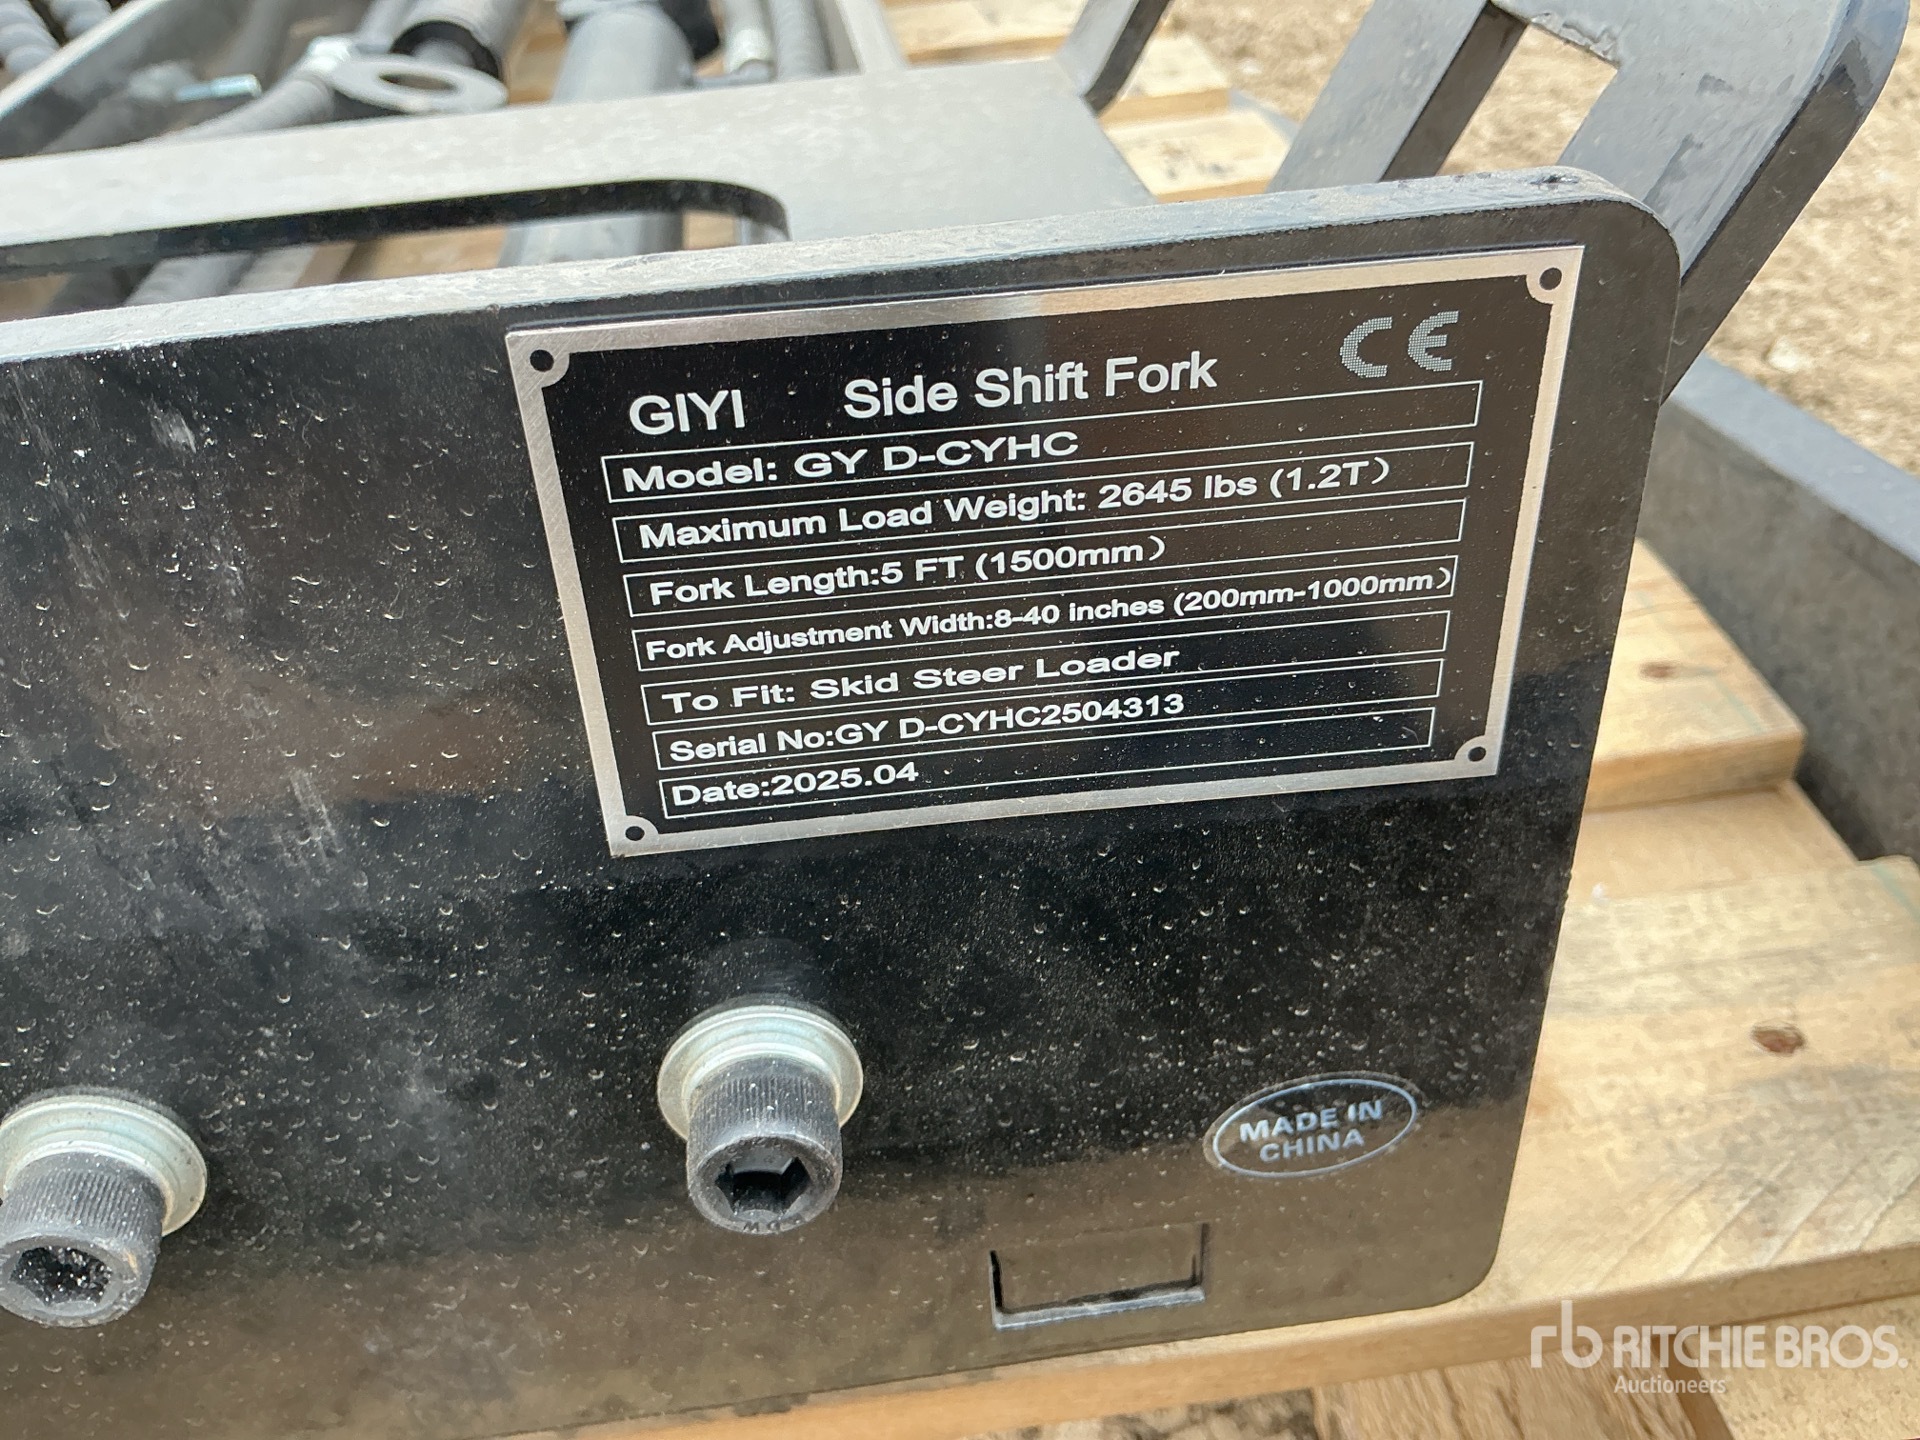 GIYI Side Shift Fork CE
Model: GY D-CYHC
Maximum Load Weight: 2645 lbs (1.2T)
Fork Length:5 FT (1500mm)
Fork Adjustment Width:8-40 inches (200mm-1000mm)
To Fit: Skid Steer Loader
Serial No:GY D-CYHC2504313
Date:2025.04
MADE IN
CHINA
rb RITCHIE BROS.
Auctioneers